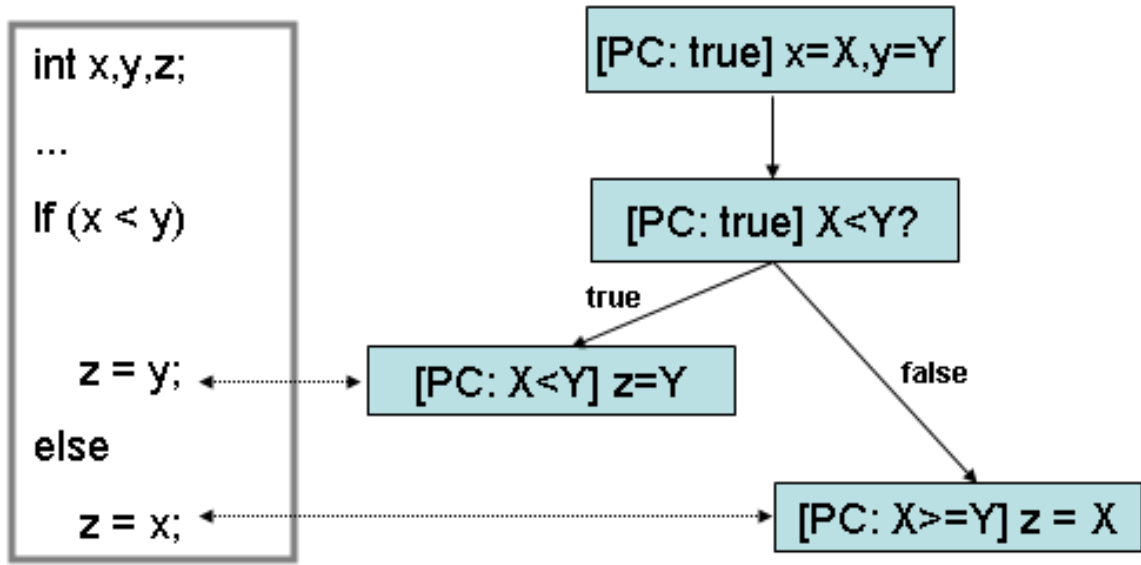 int x,y,z;
...
If (x < y)
z = y;
else
z = x;
[PC: true] x=X,y=Y
[PC: true] X<Y?
true
false
[PC: X<Y] z=Y
[PC: X>=Y] z = X